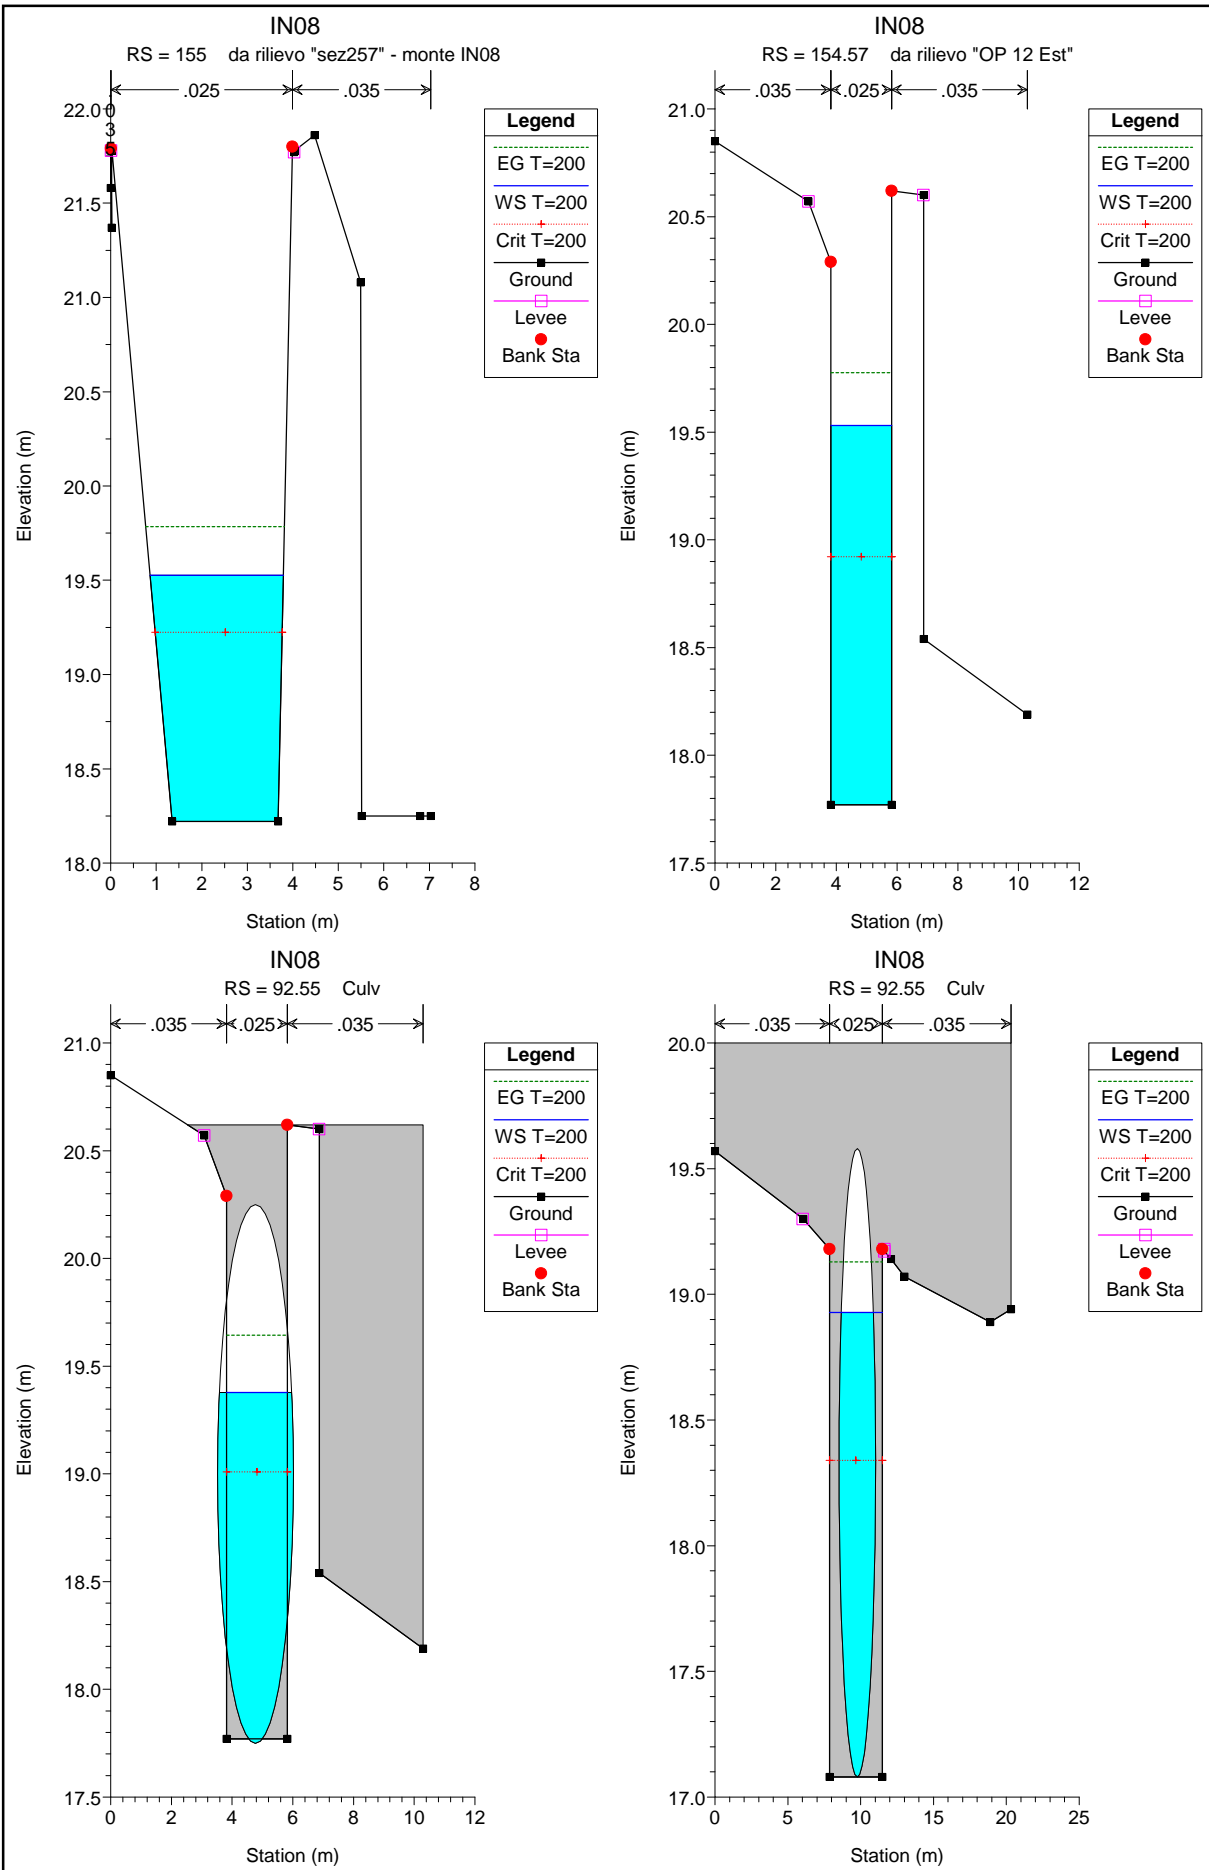 IN08
RS = 155 da rilievo "sez257" - monte IN08
.035
.025
.035
22.0
21.5
21.0
20.5
20.0
19.5
19.0
18.5
18.0
Elevation (m)
0 1 2 3 4 5 6 7 8
Station (m)
Legend
EG T=200
WS T=200
Crit T=200
Ground
Levee
Bank Sta
IN08
RS = 154.57 da rilievo "OP 12 Est"
.035 .025 .035
21.0
20.5
20.0
19.5
19.0
18.5
18.0
17.5
Elevation (m)
0 2 4 6 8 10 12
Station (m)
Legend
EG T=200
WS T=200
Crit T=200
Ground
Levee
Bank Sta
IN08
RS = 92.55 Culv
.035 .025 .035
21.0
20.5
20.0
19.5
19.0
18.5
18.0
17.5
Elevation (m)
0 2 4 6 8 10 12
Station (m)
Legend
EG T=200
WS T=200
Crit T=200
Ground
Levee
Bank Sta
IN08
RS = 92.55 Culv
.035 .025 .035
20.0
19.5
19.0
18.5
18.0
17.5
17.0
Elevation (m)
0 5 10 15 20 25
Station (m)
Legend
EG T=200
WS T=200
Crit T=200
Ground
Levee
Bank Sta